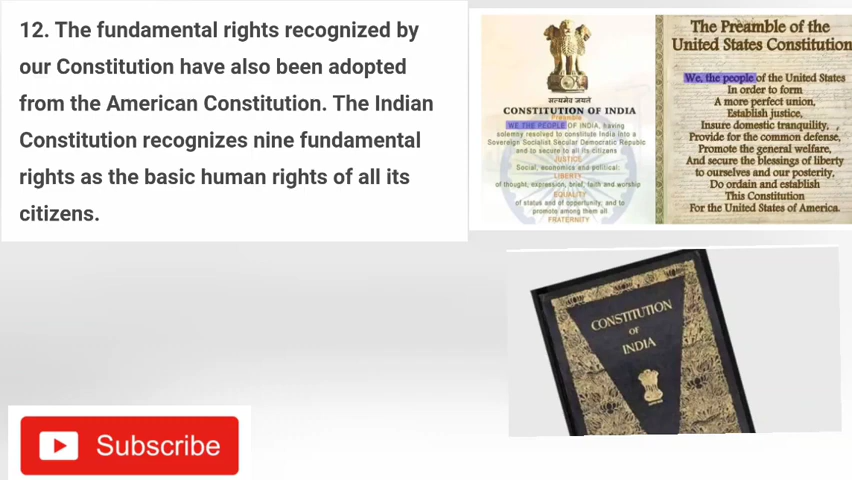 12. The fundamental rights recognized by
our Constitution have also been adopted
from the American Constitution. The Indian
Constitution recognizes nine fundamental
rights as the basic human rights of all its
citizens.
सत्यमेव जयते
CONSTITUTION OF INDIA
Preamble
WE THE PEOPLE OF INDIA, having
solemnly resolved to constitute India into a
Sovereign Socialist Secular Democratic Republic
and to secure to all its citizens
JUSTICE
Social, economics and political;
LIBERTY
of thought, expression, brief, faith and worship
EQUALITY
of status and of opportunity; and to
promote among them all
FRATERNITY
The Preamble of the
United States Constitution
We, the people of the United States
In order to form
A more perfect union,
Establish justice,
Insure domestic tranquility,
Provide for the common defense,
Promote the general welfare,
And secure the blessings of liberty
to ourselves and our posterity,
Do ordain and establish
This Constitution
For the United States of America.
CONSTITUTION
OF
INDIA
Subscribe